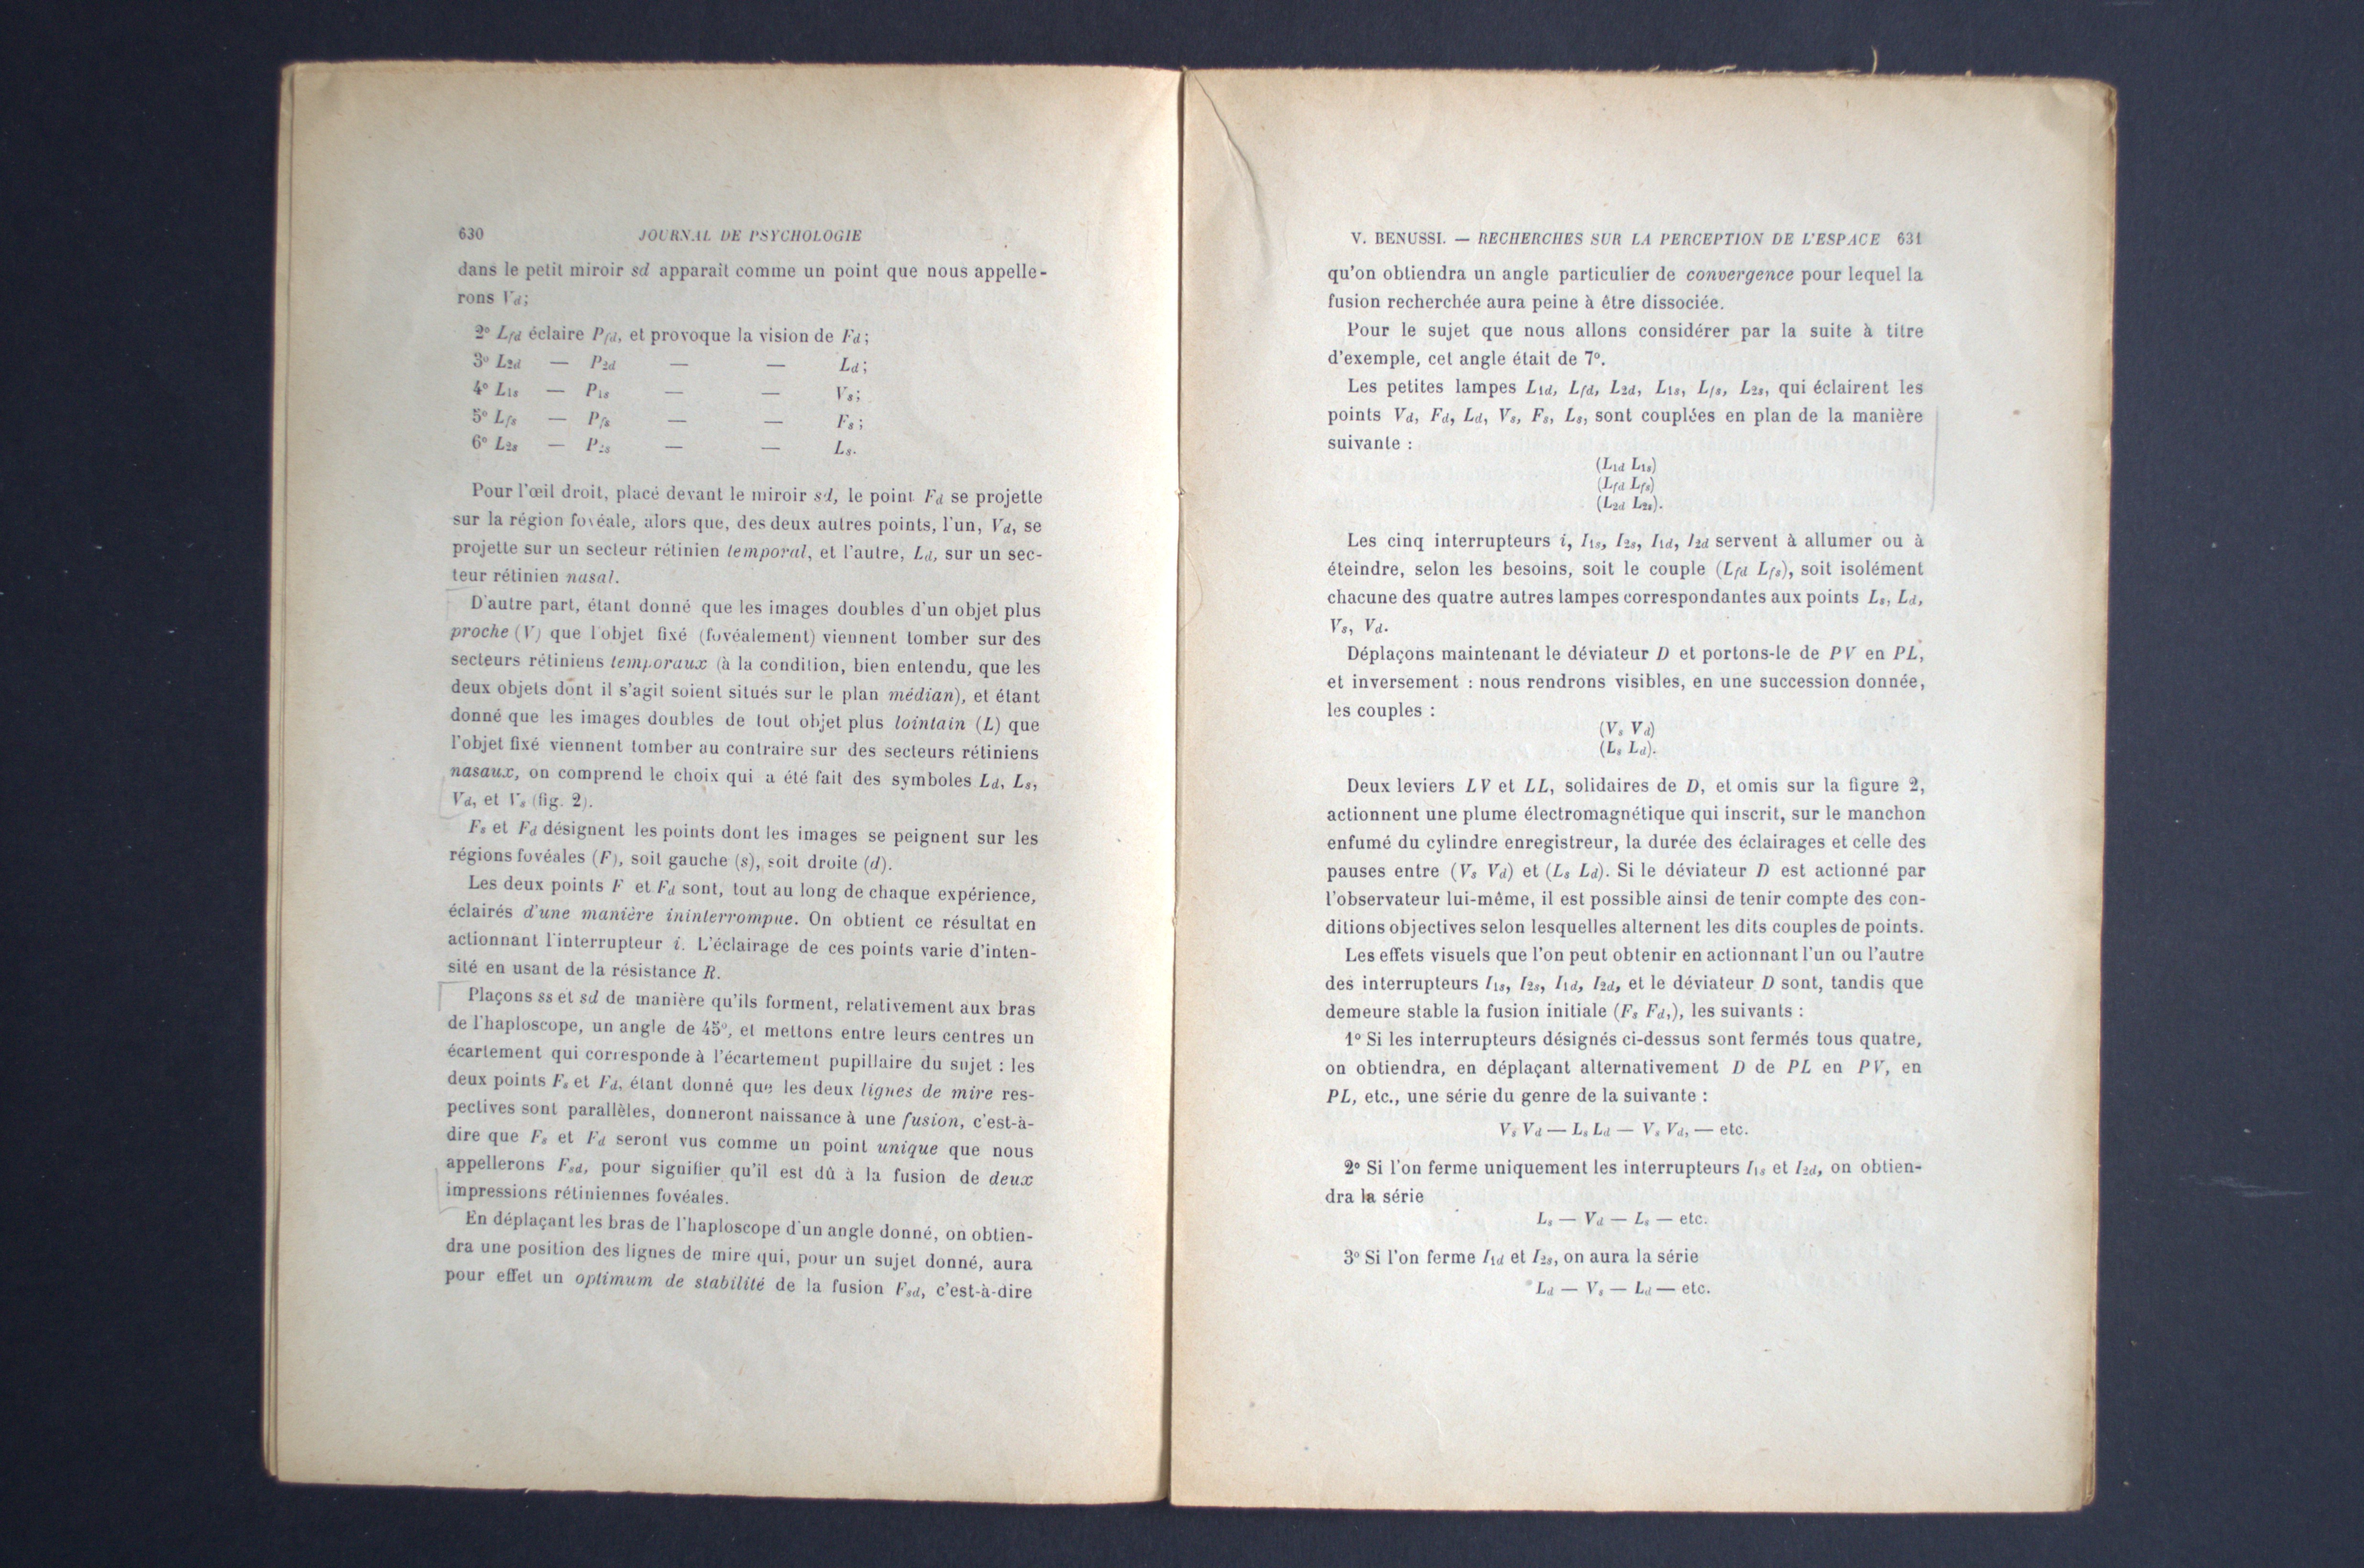 630 JOURNAL DE PSYCHOLOGIE
dans le petit miroir sd apparait comme un point que nous appelle-
rons Vd;
2° Lfd éclaire Pfd, et provoque la vision de Fd;
3° L2d — P2d — — Ld;
4° L1s — P1s — — Vs;
5° Lfs — Pfs — — Fs;
6° L2s — P2s — — Ls.
Pour l'œil droit, placé devant le miroir sd, le point Fd se projette
sur la région fovéale, alors que, des deux autres points, l'un, Vd, se
projette sur un secteur rétinien temporal, et l'autre, Ld, sur un sec-
teur rétinien nasal.
D'autre part, étant donné que les images doubles d'un objet plus
proche (V) que l'objet fixé (fovéalement) viennent tomber sur des
secteurs rétiniens temporaux (à la condition, bien entendu, que les
deux objets dont il s'agit soient situés sur le plan médian), et étant
donné que les images doubles de tout objet plus lointain (L) que
l'objet fixé viennent tomber au contraire sur des secteurs rétiniens
nasaux, on comprend le choix qui a été fait des symboles Ld, Ls,
Vd, et Vs (fig. 2).
Fs et Fd désignent les points dont les images se peignent sur les
régions fovéales (F), soit gauche (s), soit droite (d).
Les deux points F et Fd sont, tout au long de chaque expérience,
éclairés d'une manière ininterrompue. On obtient ce résultat en
actionnant l'interrupteur i. L'éclairage de ces points varie d'inten-
sité en usant de la résistance R.
Plaçons ss et sd de manière qu'ils forment, relativement aux bras
de l'haploscope, un angle de 45°, et mettons entre leurs centres un
écartement qui corresponde à l'écartement pupillaire du sujet : les
deux points Fs et Fd, étant donné que les deux lignes de mire res-
pectives sont parallèles, donneront naissance à une fusion, c'est-à-
dire que Fs et Fd seront vus comme un point unique que nous
appellerons Fsd, pour signifier qu'il est dû à la fusion de deux
impressions rétiniennes fovéales.
En déplaçant les bras de l'haploscope d'un angle donné, on obtien-
dra une position des lignes de mire qui, pour un sujet donné, aura
pour effet un optimum de stabilité de la fusion Fsd, c'est-à-dire
V. BENUSSI. — RECHERCHES SUR LA PERCEPTION DE L'ESPACE 631
qu'on obtiendra un angle particulier de convergence pour lequel la
fusion recherchée aura peine à être dissociée.
Pour le sujet que nous allons considérer par la suite à titre
d'exemple, cet angle était de 7°.
Les petites lampes L1d, Lfd, L2d, L1s, Lfs, L2s, qui éclairent les
points Vd, Fd, Ld, Vs, Fs, Ls, sont couplées en plan de la manière
suivante :
(L1d L1s)
(Lfd Lfs)
(L2d L2s).
Les cinq interrupteurs i, I1s, I2s, I1d, I2d servent à allumer ou à
éteindre, selon les besoins, soit le couple (Lfd Lfs), soit isolément
chacune des quatre autres lampes correspondantes aux points Ls, Ld,
Vs, Vd.
Déplaçons maintenant le déviateur D et portons-le de PV en PL,
et inversement : nous rendrons visibles, en une succession donnée,
les couples :
(Vs Vd)
(Ls Ld).
Deux leviers LV et LL, solidaires de D, et omis sur la figure 2,
actionnent une plume électromagnétique qui inscrit, sur le manchon
enfumé du cylindre enregistreur, la durée des éclairages et celle des
pauses entre (Vs Vd) et (Ls Ld). Si le déviateur D est actionné par
l'observateur lui-même, il est possible ainsi de tenir compte des con-
ditions objectives selon lesquelles alternent les dits couples de points.
Les effets visuels que l'on peut obtenir en actionnant l'un ou l'autre
des interrupteurs I1s, I2s, I1d, I2d, et le déviateur D sont, tandis que
demeure stable la fusion initiale (Fs Fd,), les suivants :
1° Si les interrupteurs désignés ci-dessus sont fermés tous quatre,
on obtiendra, en déplaçant alternativement D de PL en PV, en
PL, etc., une série du genre de la suivante :
Vs Vd — Ls Ld — Vs Vd, — etc.
2° Si l'on ferme uniquement les interrupteurs I1s et I2d, on obtien-
dra la série
Ls — Vd — Ls — etc.
3° Si l'on ferme I1d et I2s, on aura la série
Ld — Vs — Ld — etc.